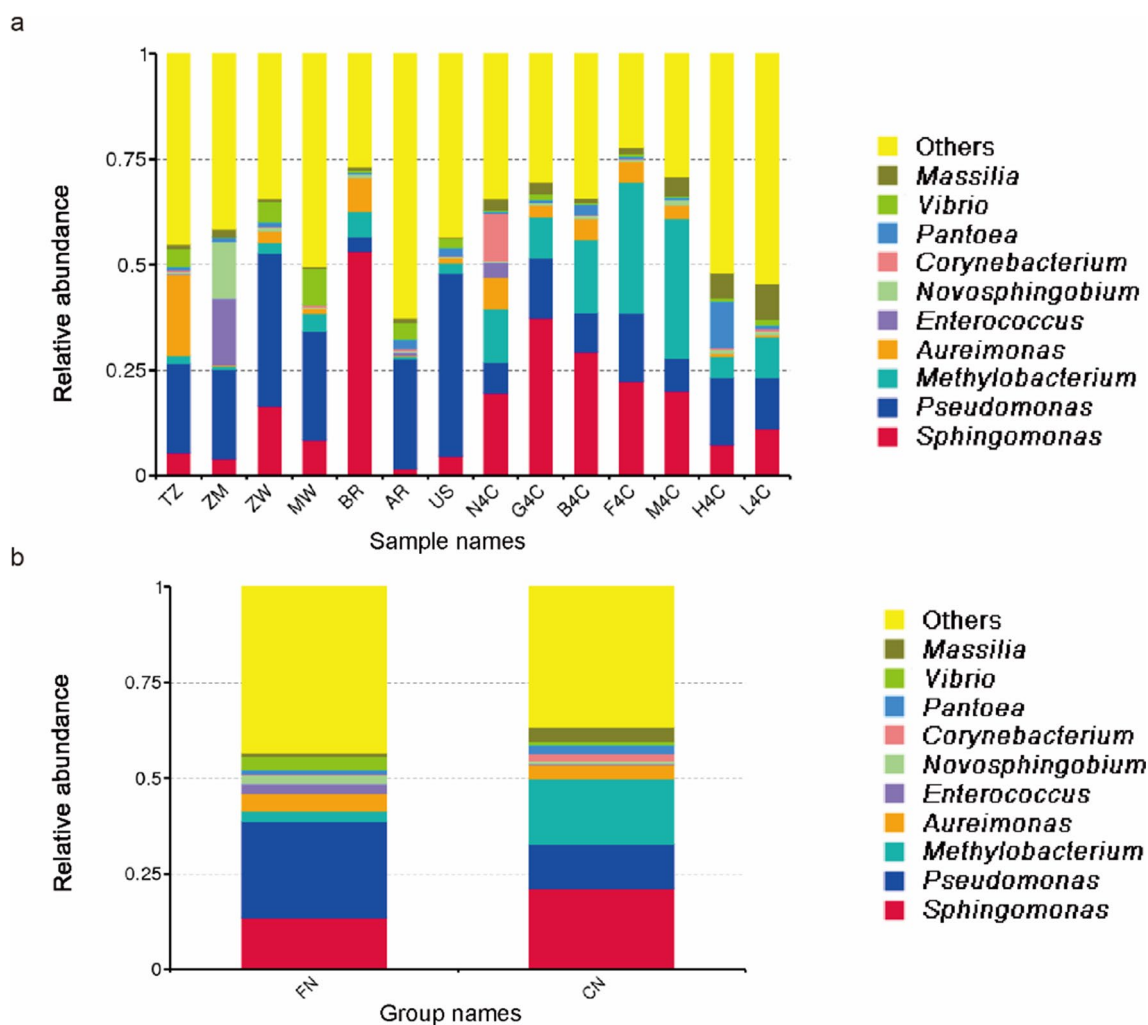 a
Relative abundance
1
0.75
0.5
0.25
0
TZ
ZM
ZW
MW
BR
AR
US
N4C
G4C
B4C
F4C
M4C
H4C
L4C
Sample names
Others
Massilia
Vibrio
Pantoea
Corynebacterium
Novosphingobium
Enterococcus
Aureimonas
Methylobacterium
Pseudomonas
Sphingomonas
b
Relative abundance
1
0.75
0.5
0.25
0
FN
CN
Group names
Others
Massilia
Vibrio
Pantoea
Corynebacterium
Novosphingobium
Enterococcus
Aureimonas
Methylobacterium
Pseudomonas
Sphingomonas